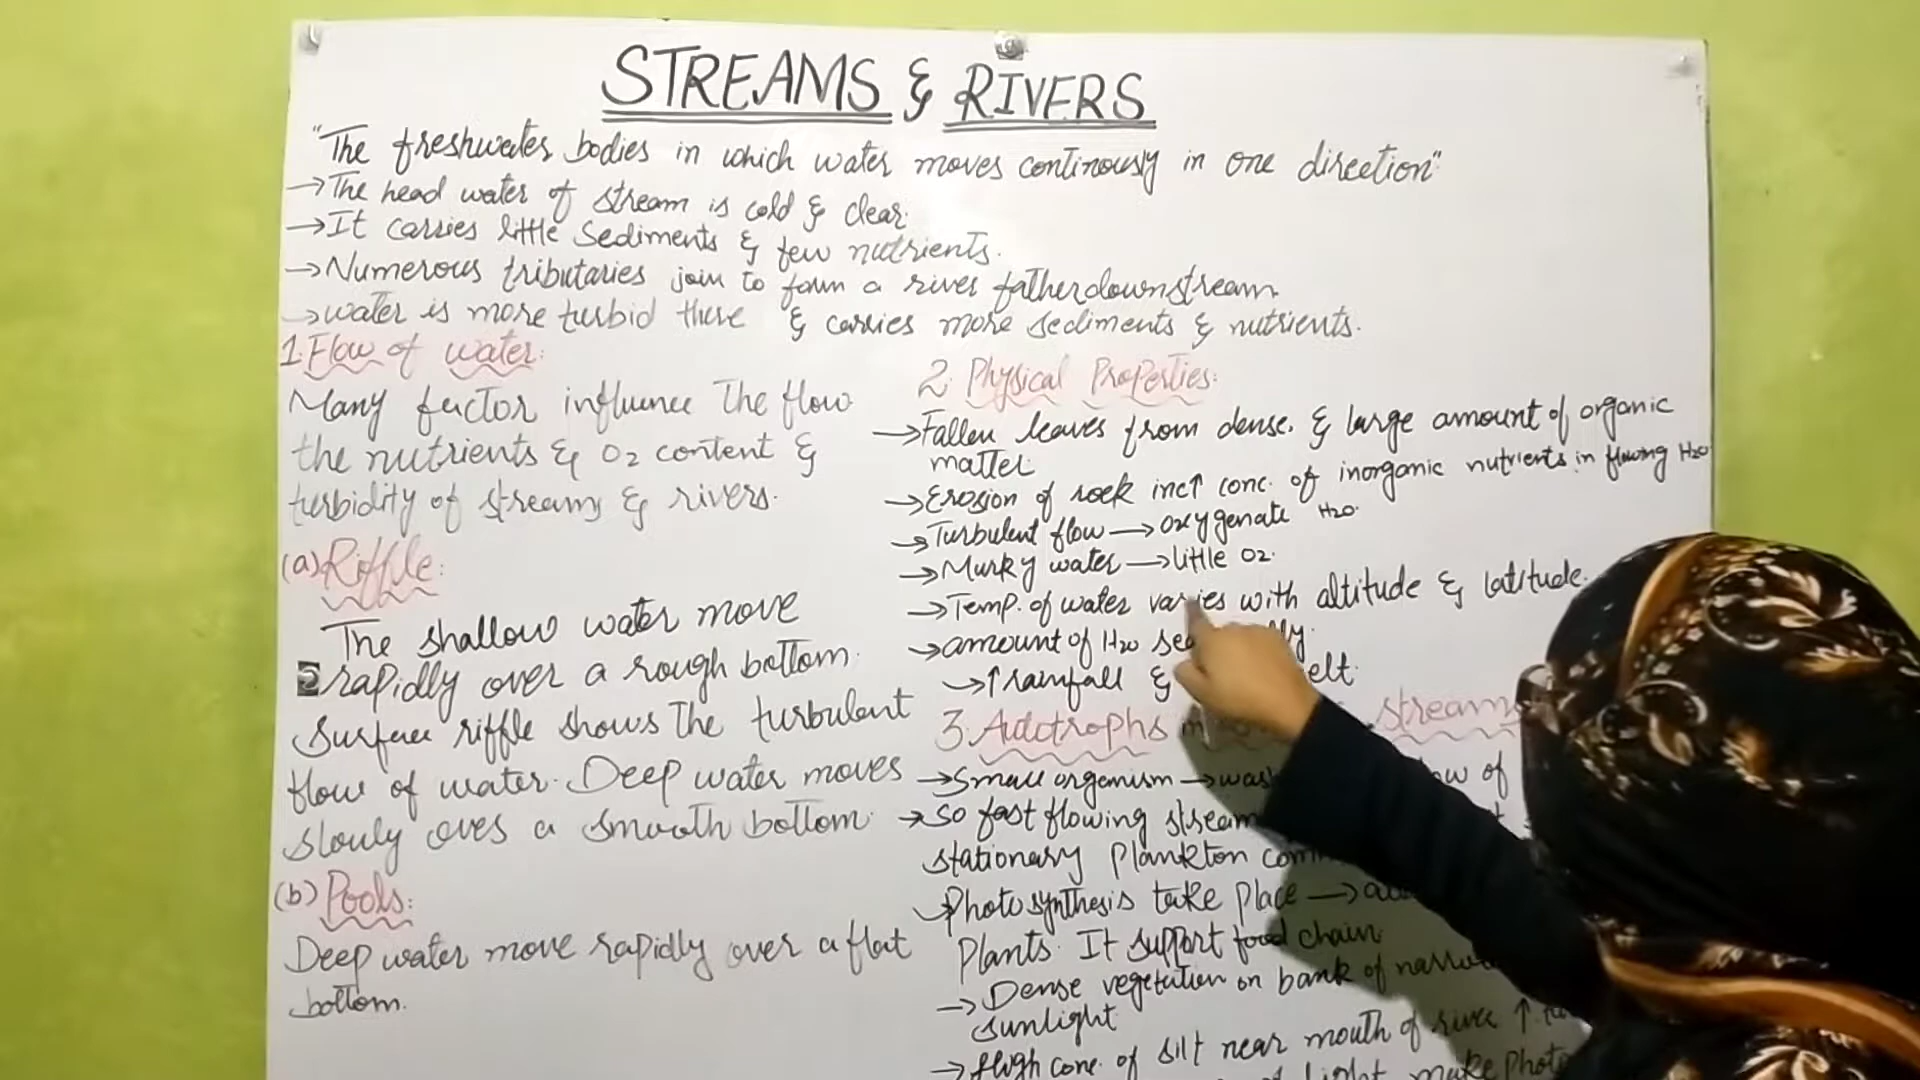 STREAMS & RIVERS
"The freshwater bodies in which water moves continously in one direction"
→The head water of stream is cold & clear.
→It carries little Sediments & few nutrients.
→Numerous tributaries join to form a river fatherdownstream.
→water is more turbid there & carries more sediments & nutrients.
1.Flow of water:
Many factor influence The flow
the nutrients & O2 content &
turbidity of streams & rivers.
(a)Riffle:
The shallow water move
rapidly over a rough bottom.
Surface riffle shows The turbulent
flow of water. Deep water moves
slowly over a smooth bottom.
(b) Pools:
Deep water move rapidly over a flat
bottom.
2. Physical Properties:
→Fallen leaves from dense. & large amount of organic
matter
→Erosion of rock inc↑ conc. of inorganic nutrients in flowing H2O
→Turbulent flow → oxygenate H2O.
→Murky water → little O2.
→Temp. of water varies with altitude & latitude.
→amount of H2O
→↑rainfall &
3.Autotrophs stream
→Small organism → of
→so fast flowing stream
stationary Plankton
→Photosynthesis take Place →
Plants. It support food chain.
→Dense vegetation on bank of
sunlight
→High conc. of silt near mouth of river ↑
light make